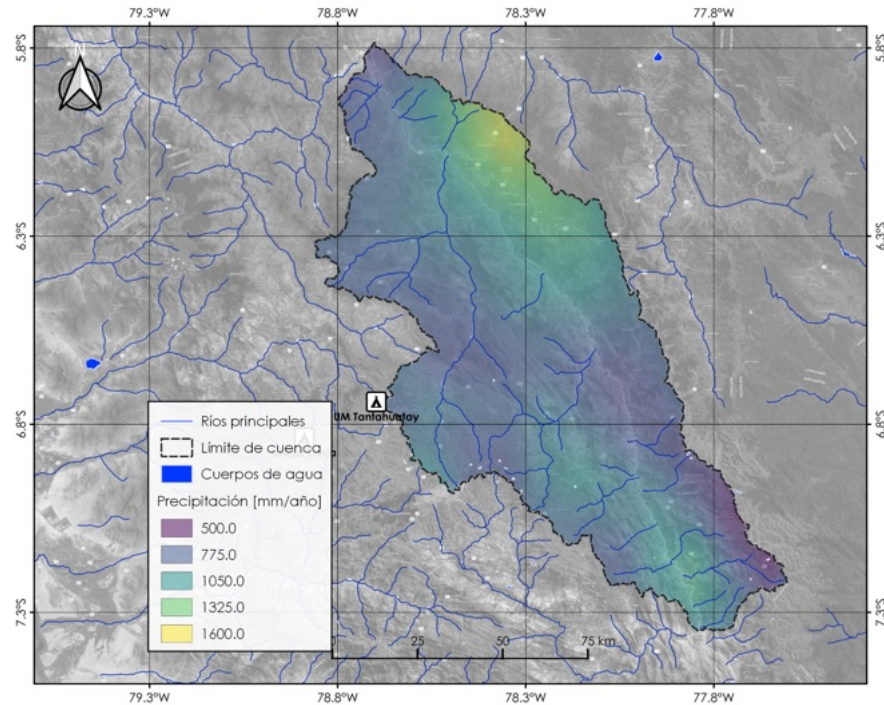 79.3°W 78.8°W 78.3°W 77.8°W
N
5.8°S 5.8°S
6.3°S 6.3°S
6.8°S 6.8°S
7.3°S 7.3°S
UM Tantahuatay
Ríos principales
Límite de cuenca
Cuerpos de agua
Precipitación [mm/año]
500.0
775.0
1050.0
1325.0
1600.0
25 50 75 km
79.3°W 78.8°W 78.3°W 77.8°W